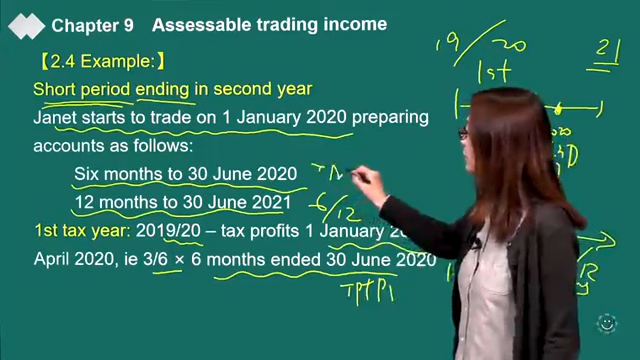 Chapter 9 Assessable trading income
【2.4 Example:】
Short period ending in second year
Janet starts to trade on 1 January 2020 preparing
accounts as follows:
Six months to 30 June 2020
12 months to 30 June 2021
1st tax year: 2019/20 – tax profits 1 January
April 2020, ie 3/6 × 6 months ended 30 June 2020
19/20
1st
21
6/12